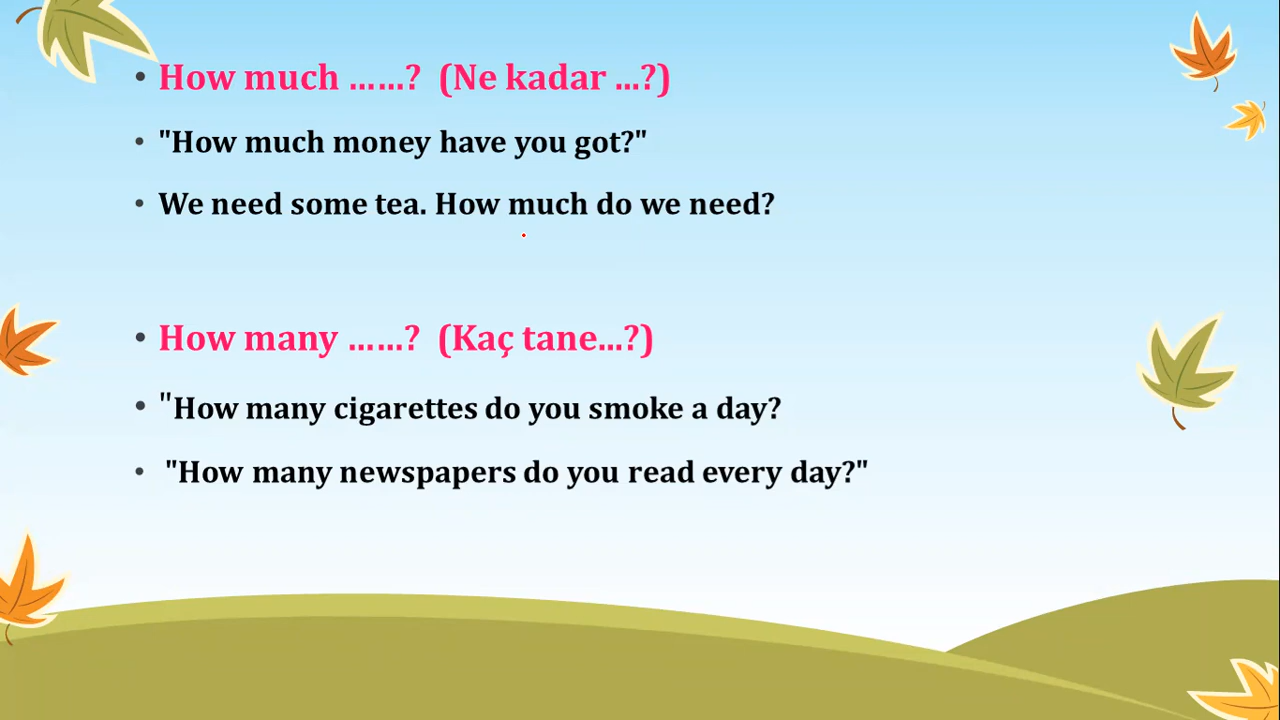 • How much ......?  (Ne kadar ...?)
• "How much money have you got?"
• We need some tea. How much do we need?
• How many ......?  (Kaç tane...?)
• "How many cigarettes do you smoke a day?
• "How many newspapers do you read every day?"